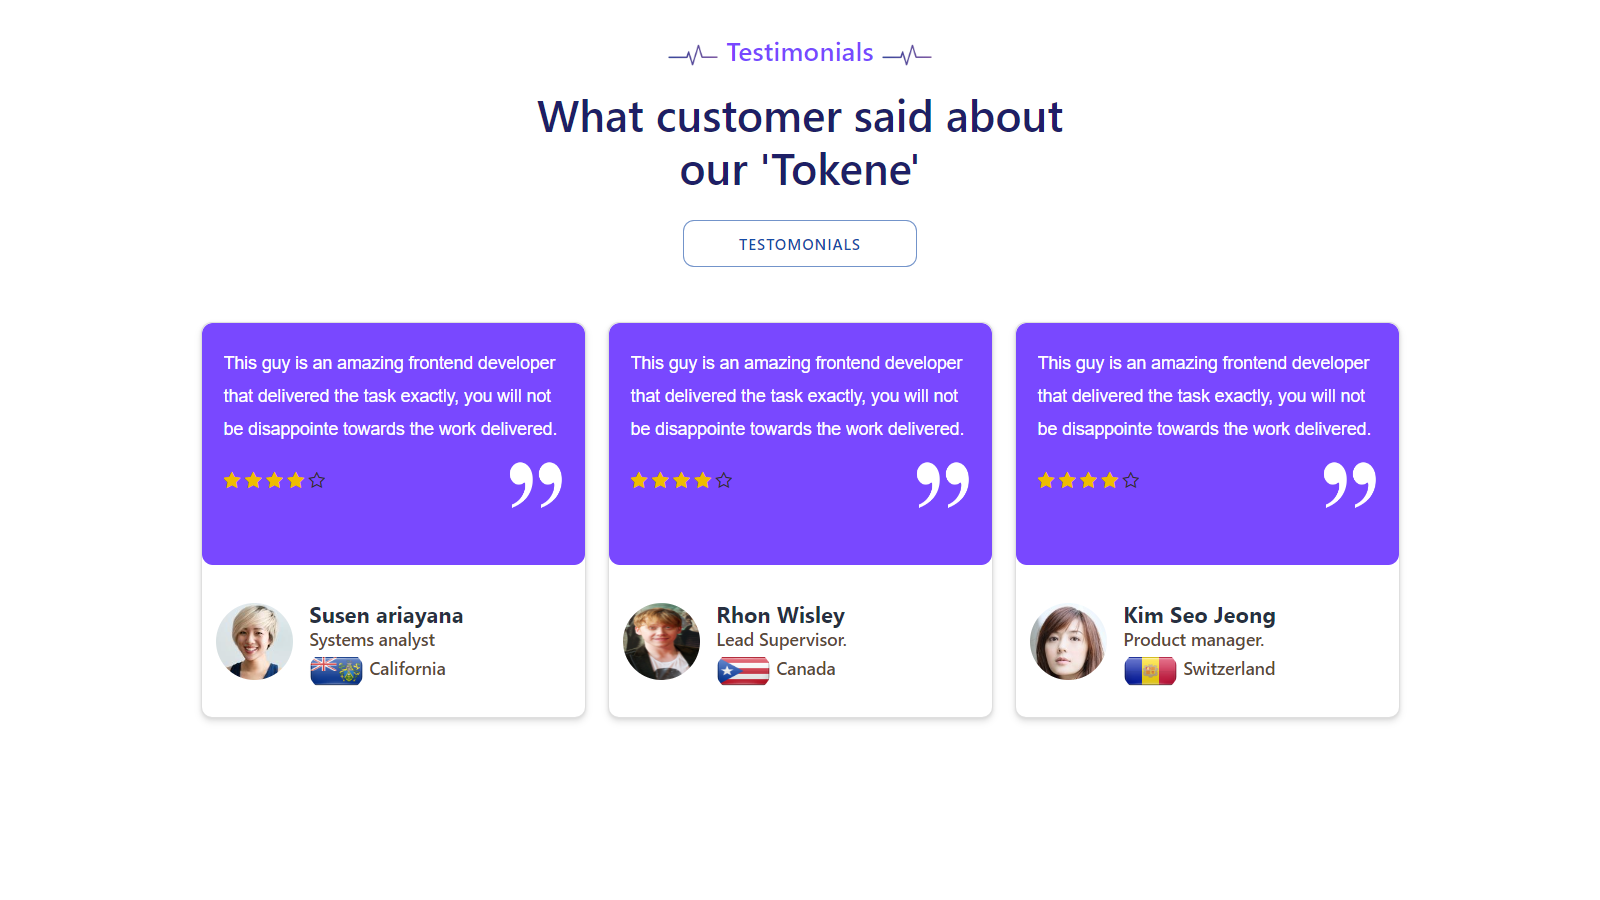 Testimonials
What customer said about
our 'Tokene'
TESTOMONIALS
This guy is an amazing frontend developer
that delivered the task exactly, you will not
be disappointe towards the work delivered.
Susen ariayana
Systems analyst
California
This guy is an amazing frontend developer
that delivered the task exactly, you will not
be disappointe towards the work delivered.
Rhon Wisley
Lead Supervisor.
Canada
This guy is an amazing frontend developer
that delivered the task exactly, you will not
be disappointe towards the work delivered.
Kim Seo Jeong
Product manager.
Switzerland